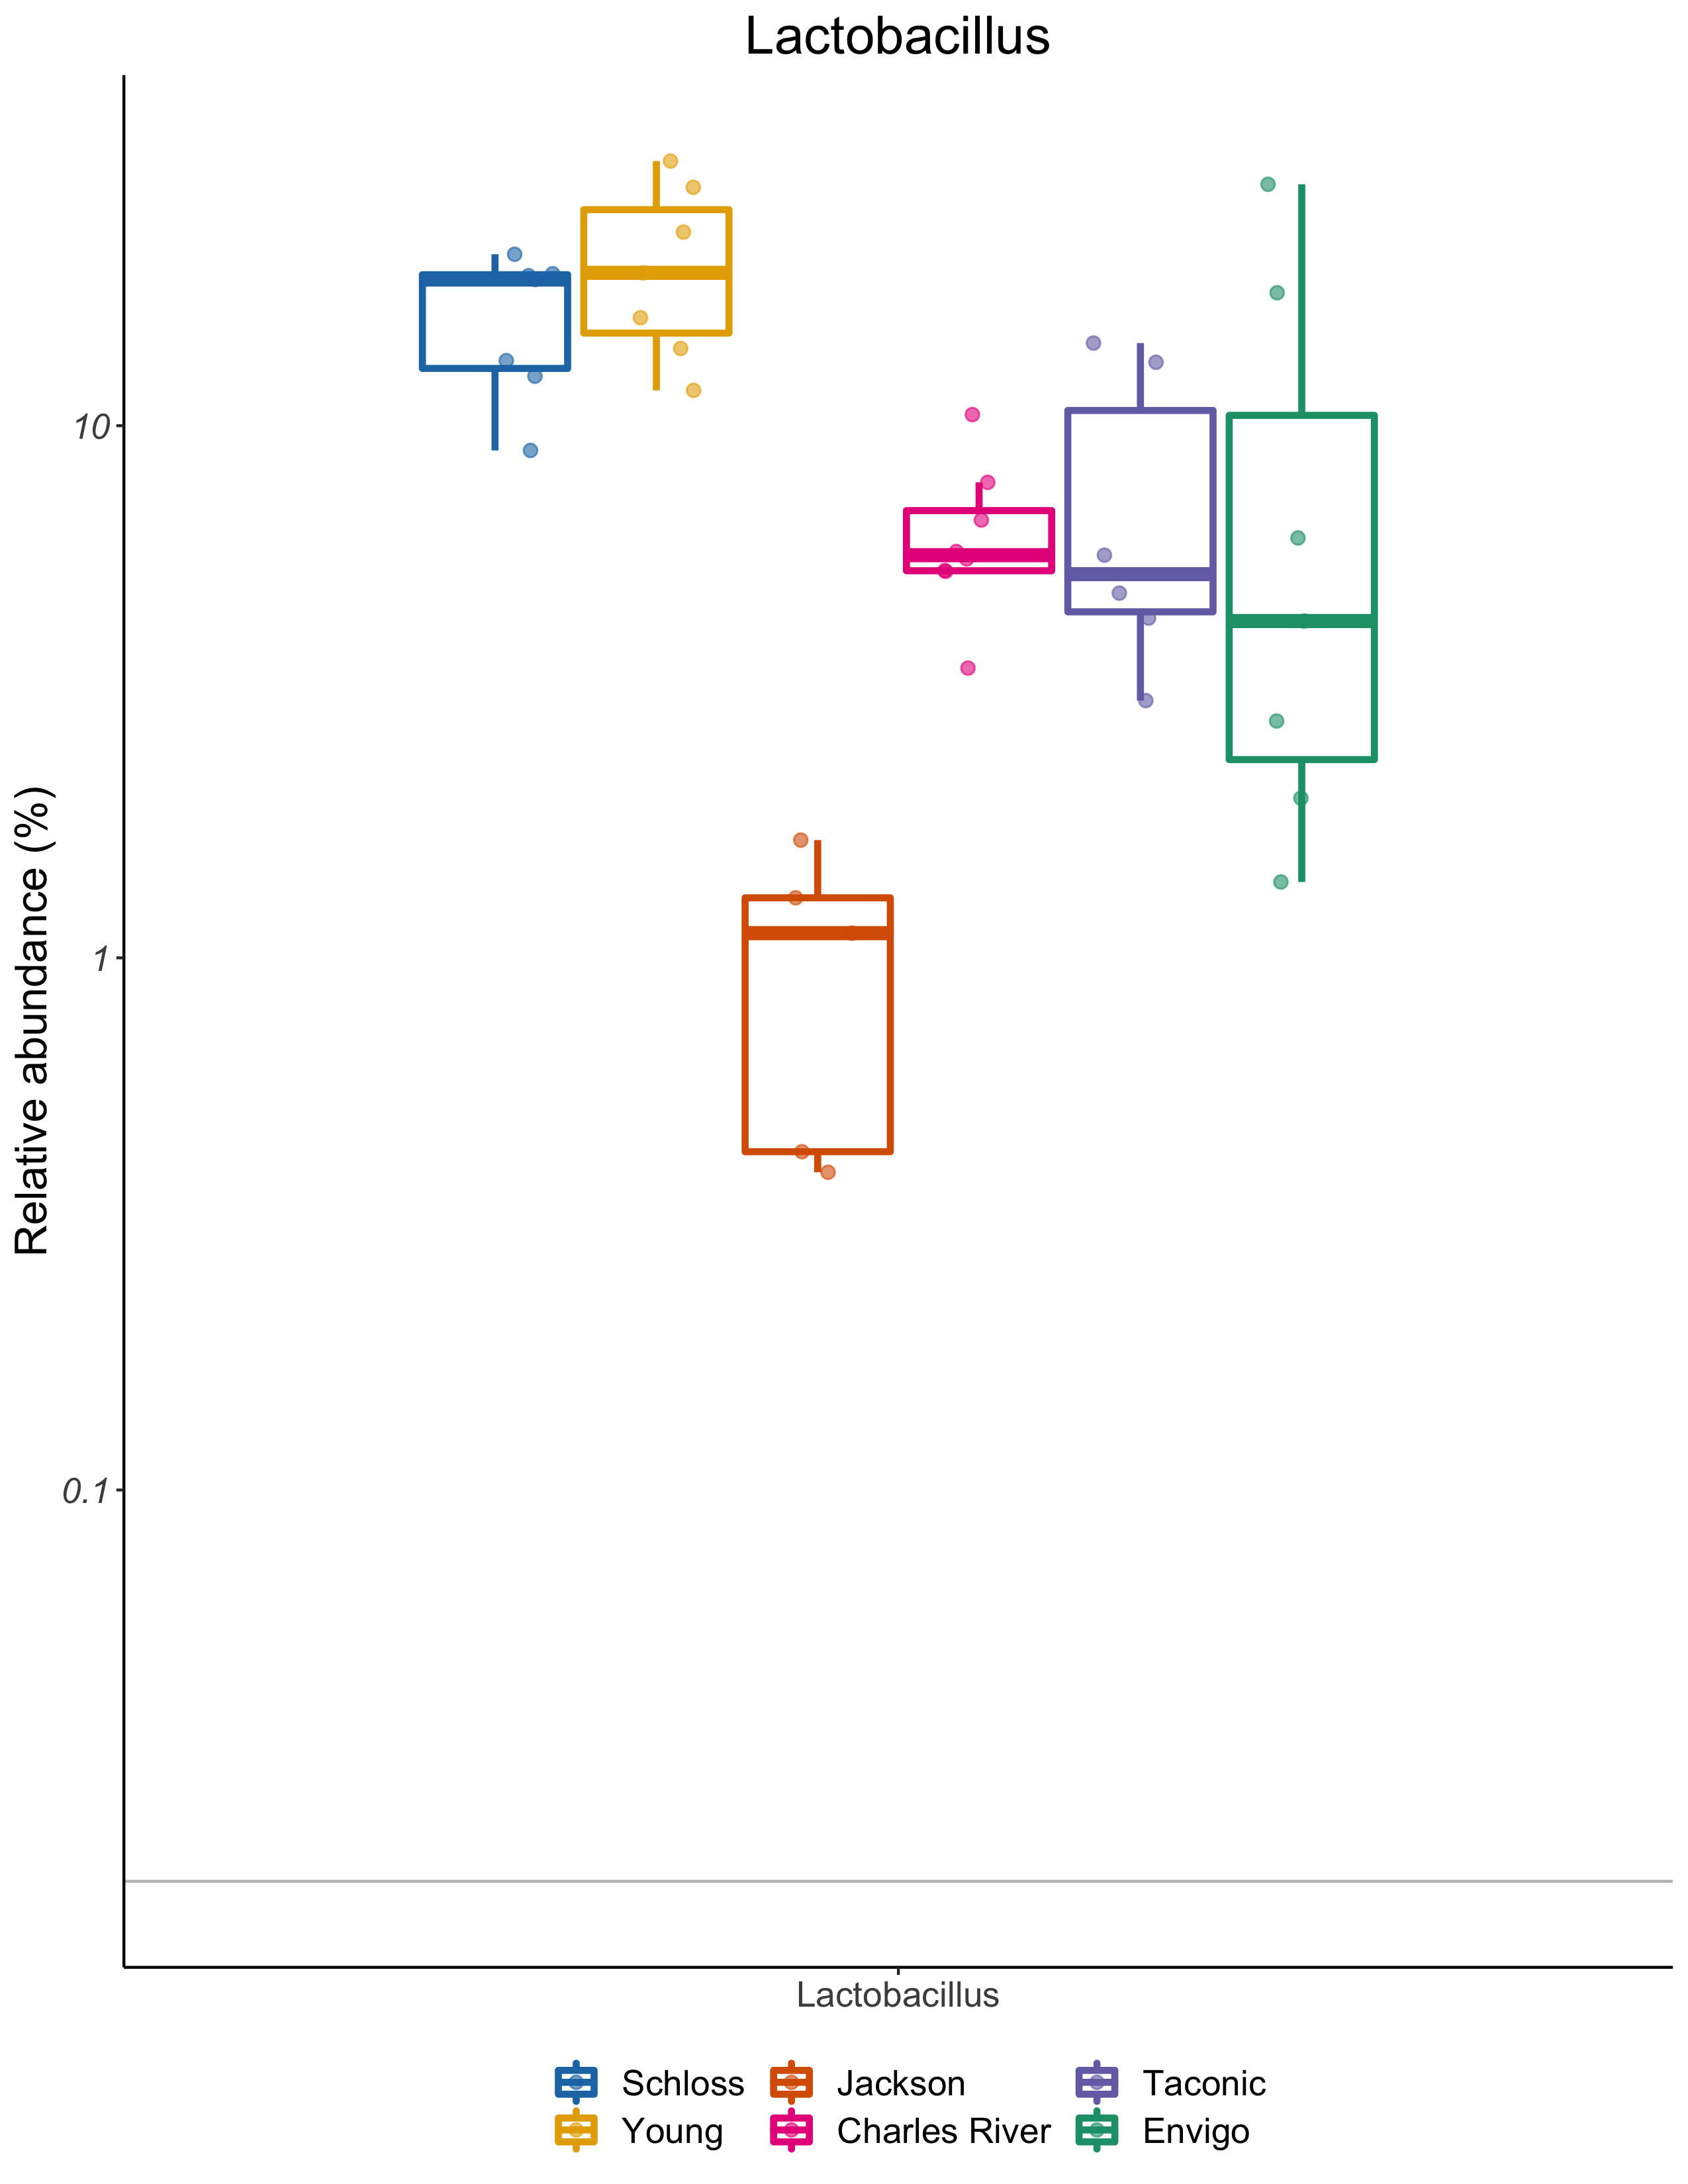 Lactobacillus
Relative abundance (%)
10
1
0.1
Lactobacillus
Schloss
Jackson
Taconic
Young
Charles River
Envigo